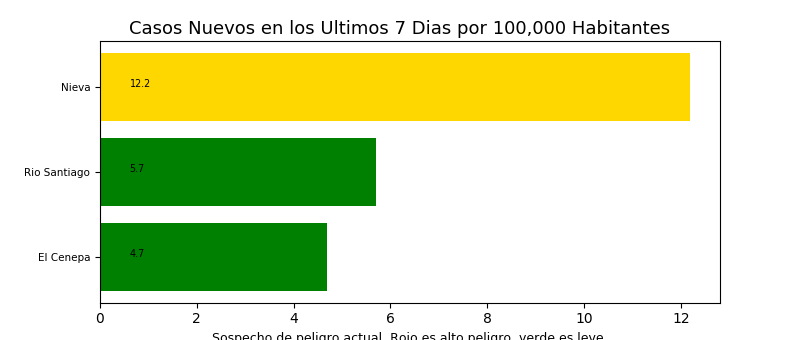 Casos Nuevos en los Ultimos 7 Dias por 100,000 Habitantes
Nieva
12.2
Rio Santiago
5.7
El Cenepa
4.7
0 2 4 6 8 10 12
Sospecho de peligro actual. Rojo es alto peligro, verde es leve